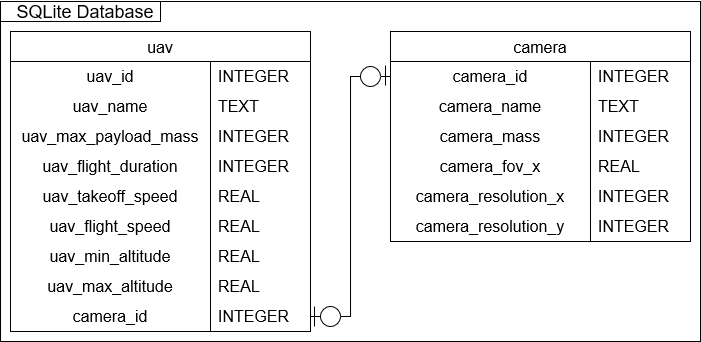 SQLite Database
uav
uav_id INTEGER
uav_name TEXT
uav_max_payload_mass INTEGER
uav_flight_duration INTEGER
uav_takeoff_speed REAL
uav_flight_speed REAL
uav_min_altitude REAL
uav_max_altitude REAL
camera_id INTEGER
camera
camera_id INTEGER
camera_name TEXT
camera_mass INTEGER
camera_fov_x REAL
camera_resolution_x INTEGER
camera_resolution_y INTEGER